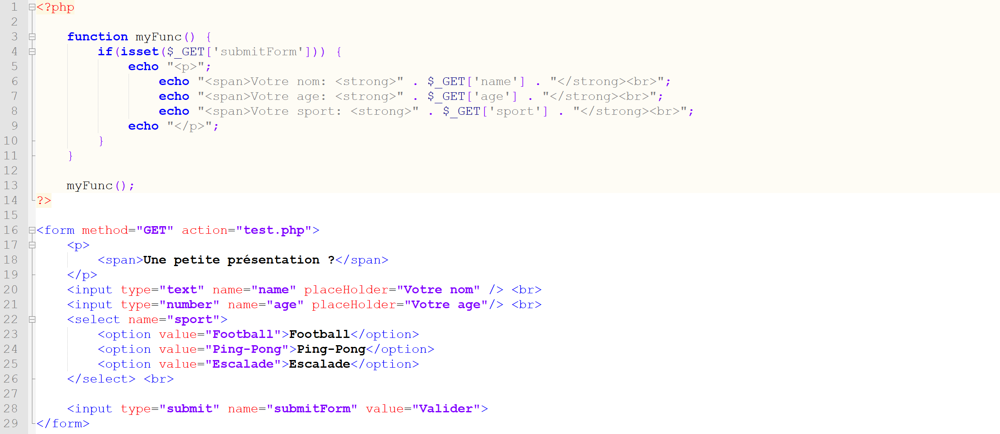 1 <?php
2
3 function myFunc() {
4 if(isset($_GET['submitForm'])) {
5 echo "<p>";
6 echo "<span>Votre nom: <strong>" . $_GET['name'] . "</strong><br>";
7 echo "<span>Votre age: <strong>" . $_GET['age'] . "</strong><br>";
8 echo "<span>Votre sport: <strong>" . $_GET['sport'] . "</strong><br>";
9 echo "</p>";
10 }
11 }
12
13 myFunc();
14 ?>
15
16 <form method="GET" action="test.php">
17 <p>
18 <span>Une petite présentation ?</span>
19 </p>
20 <input type="text" name="name" placeHolder="Votre nom" /> <br>
21 <input type="number" name="age" placeHolder="Votre age"/> <br>
22 <select name="sport">
23 <option value="Football">Football</option>
24 <option value="Ping-Pong">Ping-Pong</option>
25 <option value="Escalade">Escalade</option>
26 </select> <br>
27
28 <input type="submit" name="submitForm" value="Valider">
29 </form>